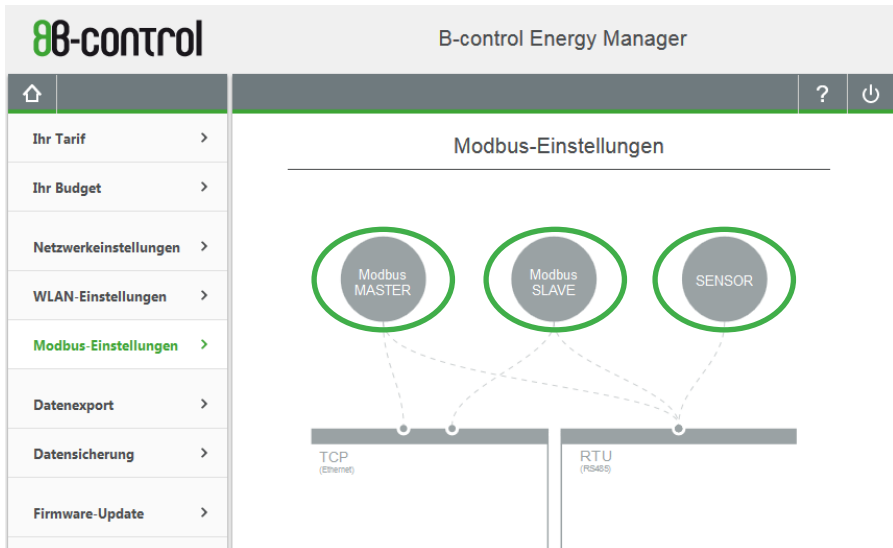 B-control
B-control Energy Manager
?
Ihr Tarif
Ihr Budget
Netzwerkeinstellungen
WLAN-Einstellungen
Modbus-Einstellungen
Datenexport
Datensicherung
Firmware-Update
Modbus-Einstellungen
Modbus
MASTER
Modbus
SLAVE
SENSOR
TCP
(Ethernet)
RTU
(RS485)